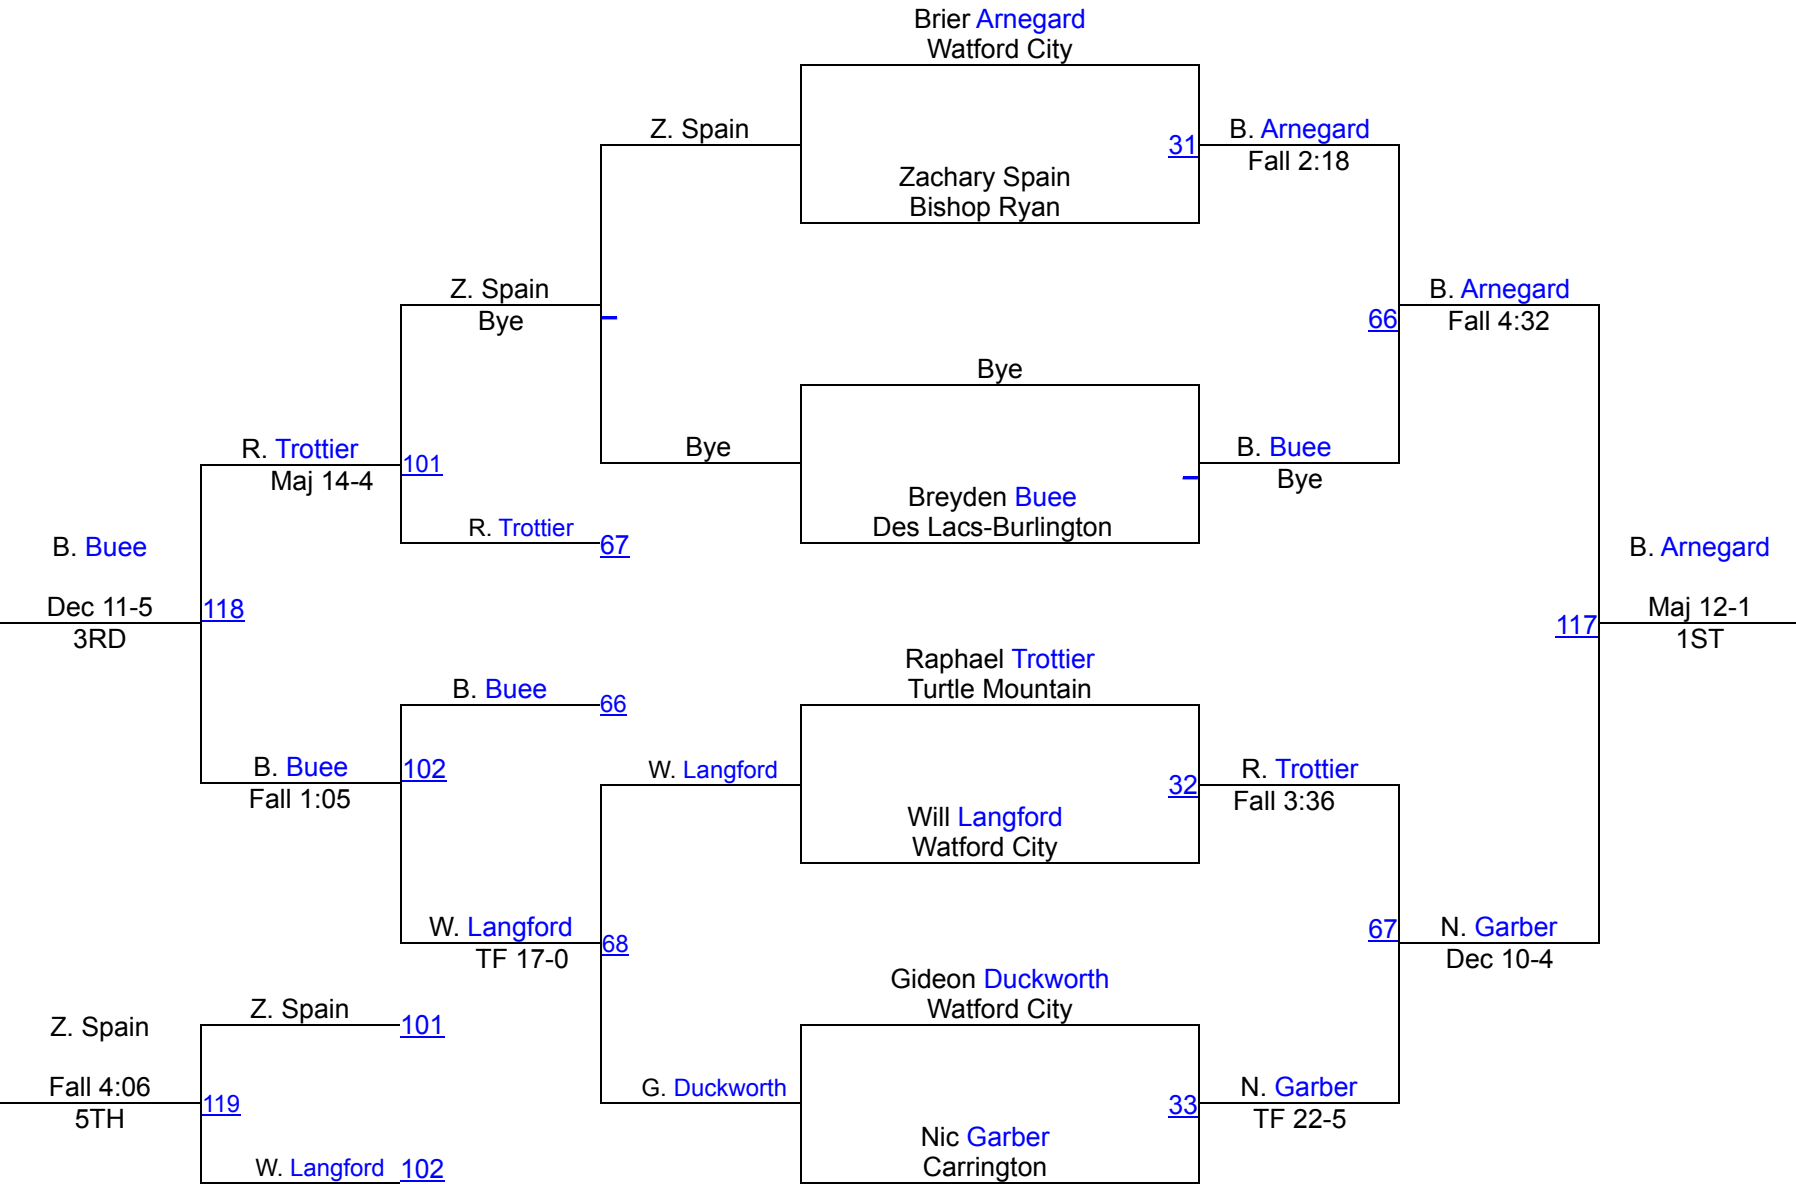 Brier Arnegard
Watford City
Z. Spain
31
B. Arnegard
Fall 2:18
Zachary Spain
Bishop Ryan
Z. Spain
Bye
B. Arnegard
66
Fall 4:32
Bye
R. Trottier
101
Maj 14-4
Bye
B. Buee
Bye
Breyden Buee
Des Lacs-Burlington
R. Trottier
67
B. Buee
Dec 11-5
3RD
118
B. Arnegard
117
Maj 12-1
1ST
Raphael Trottier
Turtle Mountain
B. Buee
66
B. Buee
102
Fall 1:05
W. Langford
32
R. Trottier
Fall 3:36
Will Langford
Watford City
W. Langford
68
TF 17-0
67
N. Garber
Dec 10-4
Gideon Duckworth
Watford City
Z. Spain
Z. Spain
101
Fall 4:06
5TH
119
G. Duckworth
33
N. Garber
TF 22-5
Nic Garber
Carrington
W. Langford
102